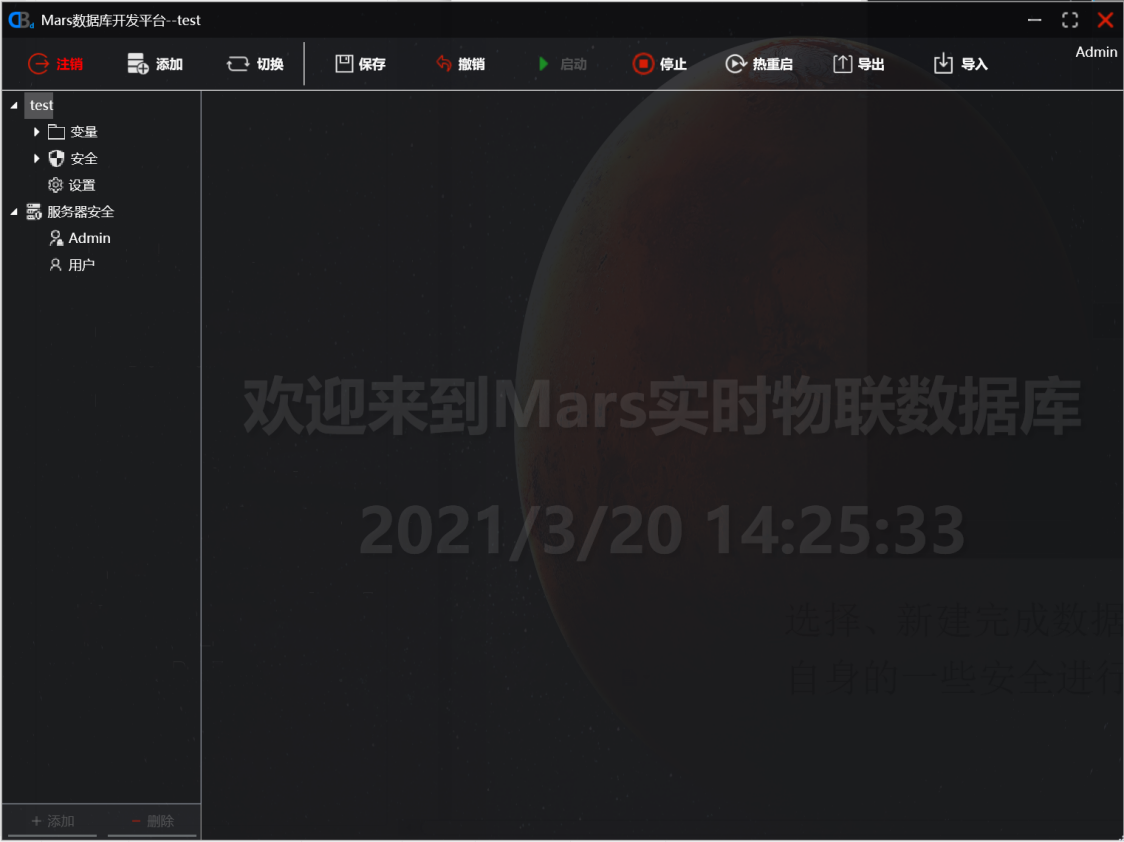 Mars数据库开发平台--test
注销 添加 切换 保存 撤销 启动 停止 热重启 导出 导入 Admin
test
变量
安全
设置
服务器安全
Admin
用户
欢迎来到Mars实时物联数据库
2021/3/20 14:25:33
选择、新建完成数据
自身的一些安全进行
+ 添加 − 删除